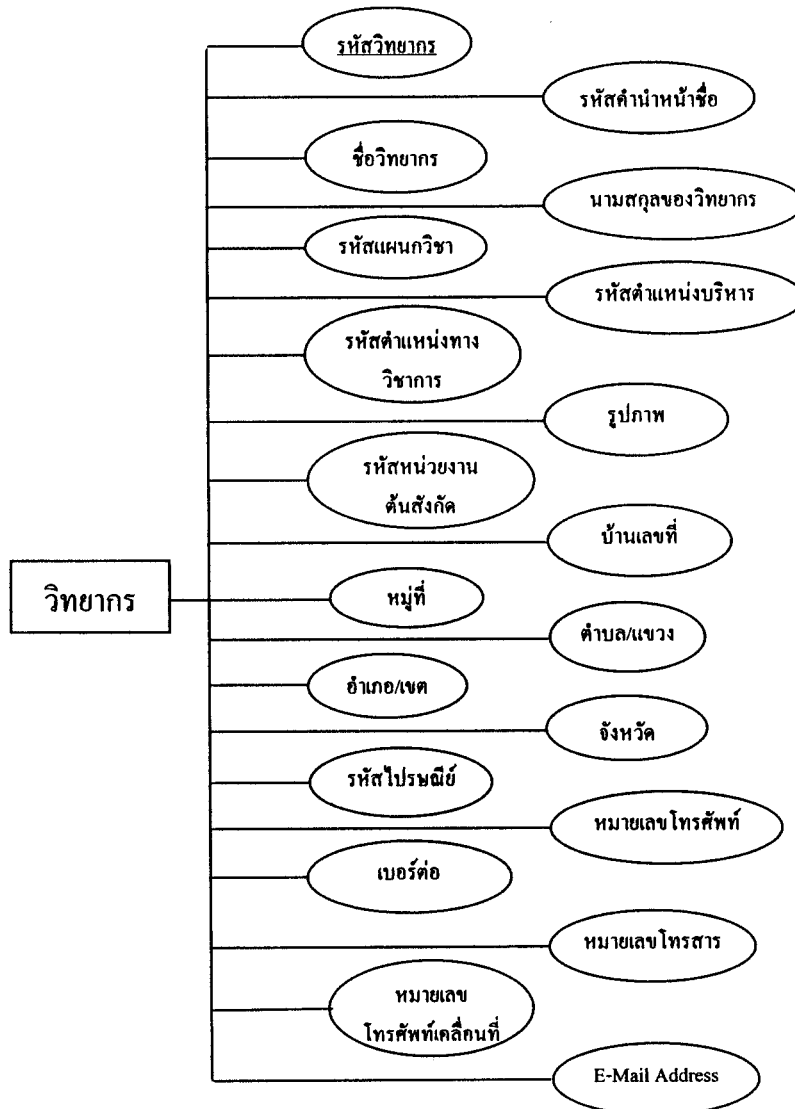 รหัสวิทยากร
รหัสคำนำหน้าชื่อ
ชื่อวิทยากร
นามสกุลของวิทยากร
รหัสแผนกวิชา
รหัสตำแหน่งบริหาร
รหัสตำแหน่งทาง
วิชาการ
รูปภาพ
รหัสหน่วยงาน
ต้นสังกัด
บ้านเลขที่
วิทยากร
หมู่ที่
ตำบล/แขวง
อำเภอ/เขต
จังหวัด
รหัสไปรษณีย์
หมายเลขโทรศัพท์
เบอร์ต่อ
หมายเลขโทรสาร
หมายเลข
โทรศัพท์เคลื่อนที่
E-Mail Address